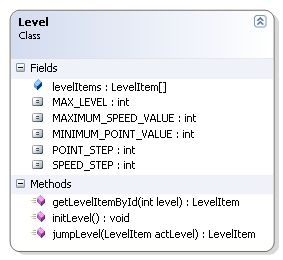 Level
Class
Fields
levelItems : LevelItem[]
MAX_LEVEL : int
MAXIMUM_SPEED_VALUE : int
MINIMUM_POINT_VALUE : int
POINT_STEP : int
SPEED_STEP : int
Methods
getLevelItemById(int level) : LevelItem
initLevel() : void
jumpLevel(LevelItem actLevel) : LevelItem